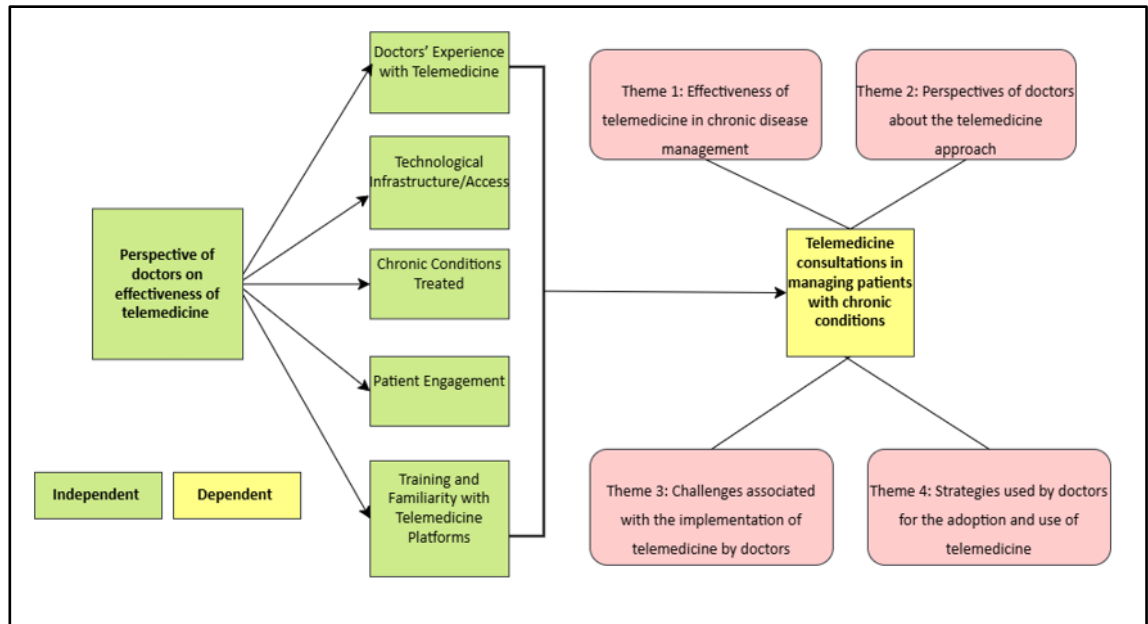 Perspective of
doctors on
effectiveness of
telemedicine
Independent
Dependent
Doctors’ Experience
with Telemedicine
Technological
Infrastructure/Access
Chronic Conditions
Treated
Patient Engagement
Training and
Familiarity with
Telemedicine
Platforms
Theme 1: Effectiveness of
telemedicine in chronic disease
management
Theme 2: Perspectives of doctors
about the telemedicine
approach
Telemedicine
consultations in
managing patients
with chronic
conditions
Theme 3: Challenges associated
with the implementation of
telemedicine by doctors
Theme 4: Strategies used by doctors
for the adoption and use of
telemedicine